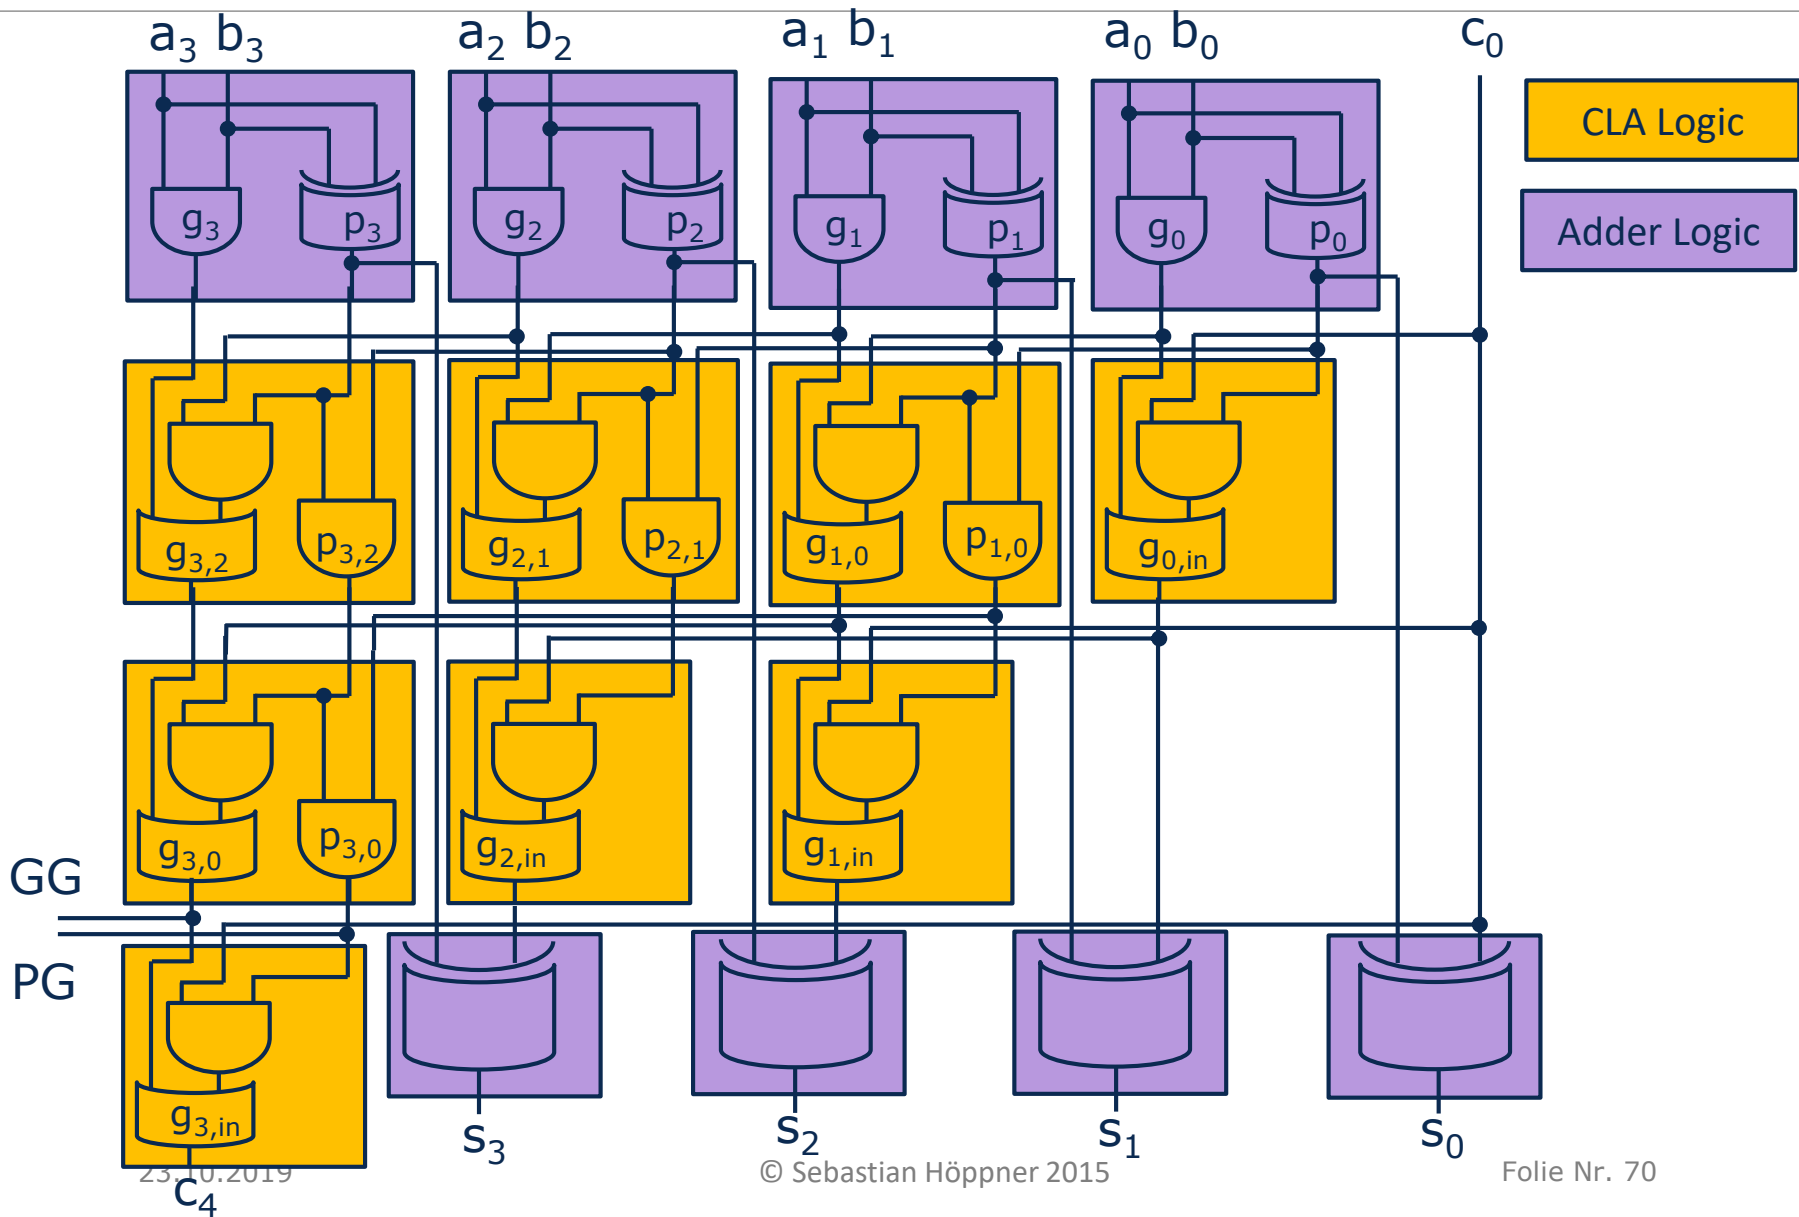 a₃ b₃ a₂ b₂ a₁ b₁ a₀ b₀ c₀
CLA Logic
Adder Logic
g₃ p₃ g₂ p₂ g₁ p₁ g₀ p₀
g₃,₂ p₃,₂ g₂,₁ p₂,₁ g₁,₀ p₁,₀ g₀,in
g₃,₀ p₃,₀ g₂,in g₁,in
GG
PG
g₃,in
s₃ s₂ s₁ s₀
23.10.2019 © Sebastian Höppner 2015 Folie Nr. 70
c₄